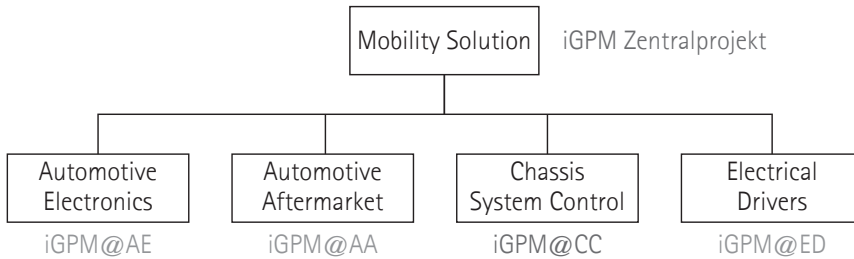 Mobility Solution
iGPM Zentralprojekt
Automotive
Electronics
Automotive
Aftermarket
Chassis
System Control
Electrical
Drivers
iGPM@AE
iGPM@AA
iGPM@CC
iGPM@ED